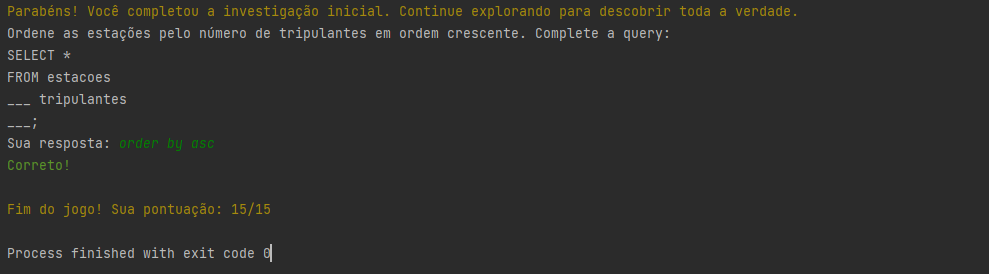 Parabéns! Você completou a investigação inicial. Continue explorando para descobrir toda a verdade.
Ordene as estações pelo número de tripulantes em ordem crescente. Complete a query:
SELECT *
FROM estacoes
___ tripulantes
___;
Sua resposta: order by asc
Correto!
Fim do jogo! Sua pontuação: 15/15
Process finished with exit code 0